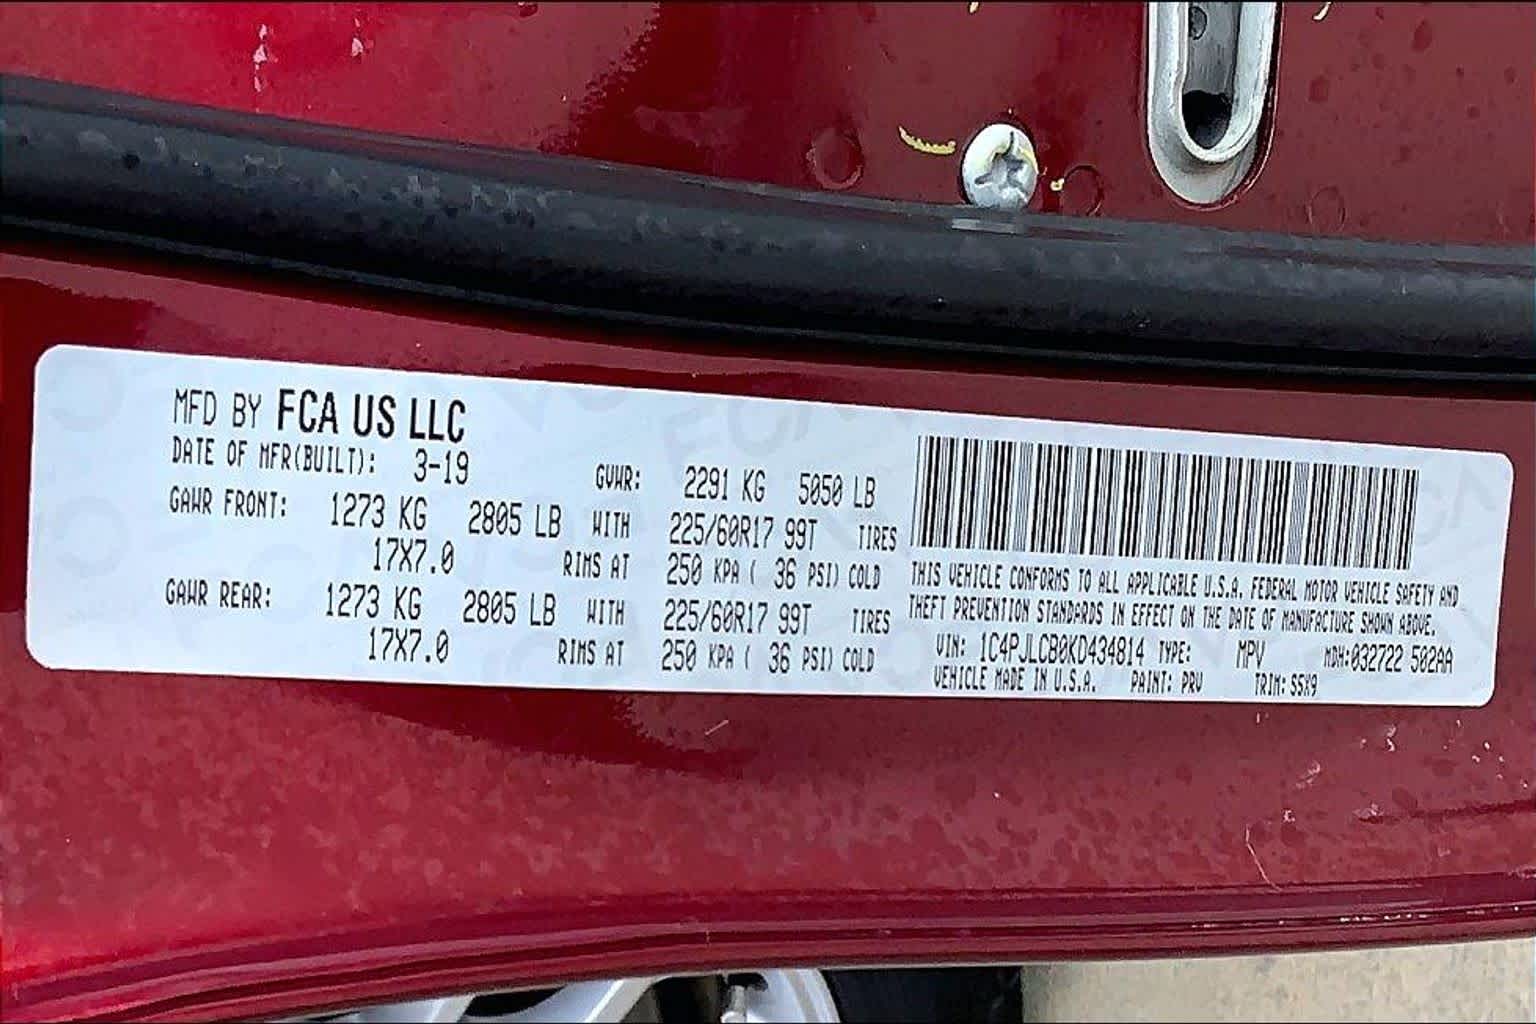 MFD BY FCA US LLC
DATE OF MFR(BUILT): 3-19 GVWR: 2291 KG 5050 LB
GAWR FRONT: 1273 KG 2805 LB WITH 225/60R17 99T TIRES
17X7.0 RIMS AT 250 KPA ( 36 PSI) COLD
GAWR REAR: 1273 KG 2805 LB WITH 225/60R17 99T TIRES
17X7.0 RIMS AT 250 KPA ( 36 PSI) COLD
THIS VEHICLE CONFORMS TO ALL APPLICABLE U.S.A. FEDERAL MOTOR VEHICLE SAFETY AND
THEFT PREVENTION STANDARDS IN EFFECT ON THE DATE OF MANUFACTURE SHOWN ABOVE.
VIN: 1C4PJLCB0KD434814 TYPE: MPV MDH:032722 502AA
VEHICLE MADE IN U.S.A. PAINT: PRV TRIM: S5X9